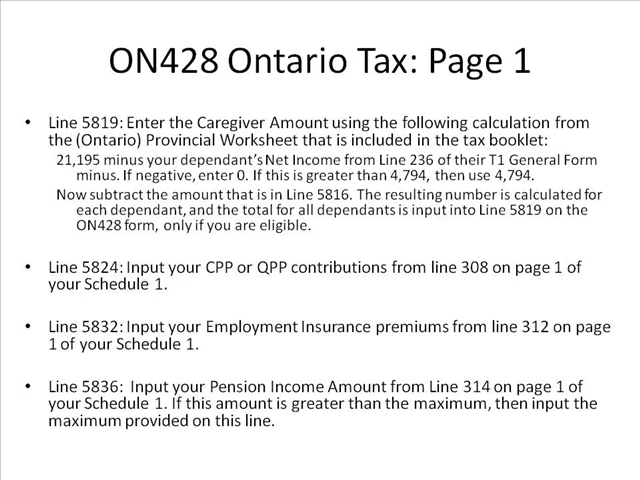 ON428 Ontario Tax: Page 1
• Line 5819: Enter the Caregiver Amount using the following calculation from
the (Ontario) Provincial Worksheet that is included in the tax booklet:
21,195 minus your dependant's Net Income from Line 236 of their T1 General Form
minus. If negative, enter 0. If this is greater than 4,794, then use 4,794.
Now subtract the amount that is in Line 5816. The resulting number is calculated for
each dependant, and the total for all dependants is input into Line 5819 on the
ON428 form, only if you are eligible.
• Line 5824: Input your CPP or QPP contributions from line 308 on page 1 of
your Schedule 1.
• Line 5832: Input your Employment Insurance premiums from line 312 on page
1 of your Schedule 1.
• Line 5836: Input your Pension Income Amount from Line 314 on page 1 of
your Schedule 1. If this amount is greater than the maximum, then input the
maximum provided on this line.